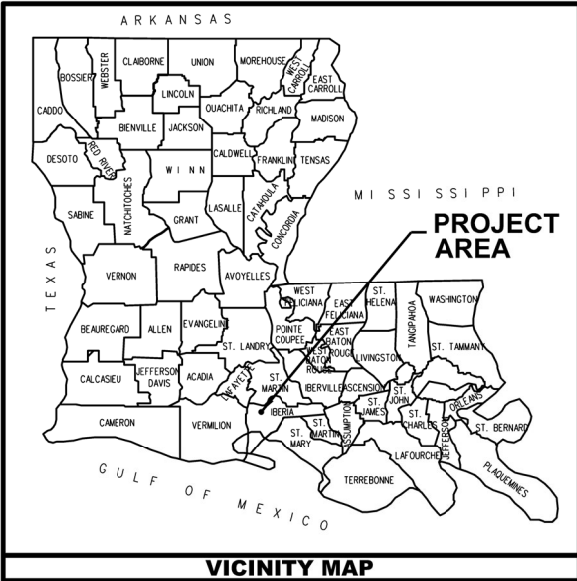 ARKANSAS
CLAIBORNE
UNION
MOREHOUSE
WEST
CARROLL
EAST
CARROLL
WEBSTER
BOSSIER
CADDO
LINCOLN
OUACHITA
RICHLAND
MADISON
BIENVILLE
JACKSON
DESOTO
RED RIVER
CALDWELL
FRANKLIN
TENSAS
WINN
NATCHITOCHES
SABINE
GRANT
LASALLE
CATAHOULA
CONCORDIA
MISSISSIPPI
PROJECT
AREA
TEXAS
VERNON
RAPIDES
AVOYELLES
WEST
FELICIANA
EAST
FELICIANA
ST.
HELENA
TANGIPAHOA
WASHINGTON
BEAUREGARD
ALLEN
EVANGELIN
ST. LANDRY
POINTE
COUPEE
EAST
BATON
ROUGE
WEST
BATON
ROUGE
LIVINGSTON
ST. TAMMANY
CALCASIEU
JEFFERSON
DAVIS
ACADIA
LAFAYETTE
ST.
MARTIN
IBERVILLE
ASCENSION
ST.
JOHN
ORLEANS
CAMERON
VERMILION
IBERIA
ST.
MARTIN
ASSUMPTION
ST.
JAMES
ST.
CHARLES
JEFFERSON
ST. BERNARD
ST.
MARY
LAFOURCHE
PLAQUEMINES
TERREBONNE
GULF OF MEXICO
VICINITY MAP